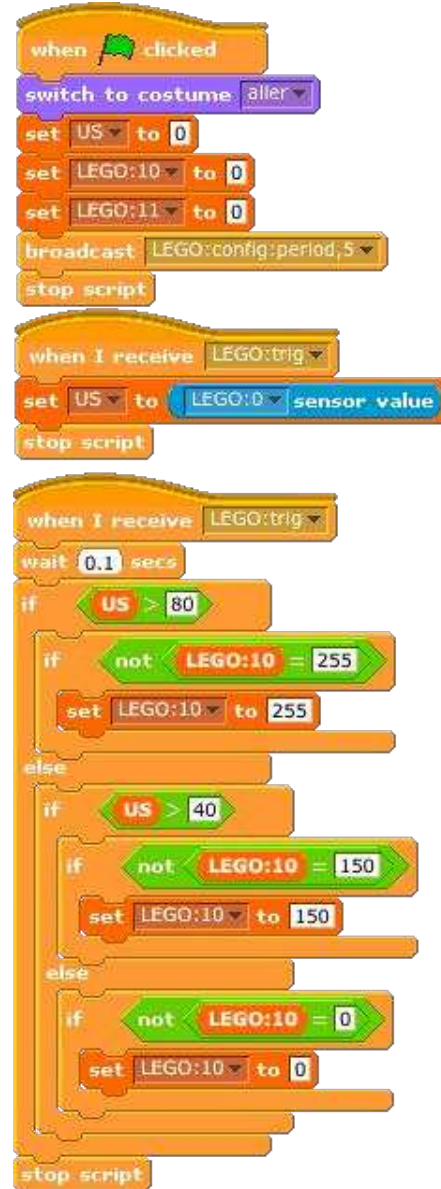 when clicked
switch to costume aller
set US to 0
set LEGO:10 to 0
set LEGO:11 to 0
broadcast LEGO:config:period,5
stop script
when I receive LEGO:trig
set US to LEGO:0 sensor value
stop script
when I receive LEGO:trig
wait 0.1 secs
if US > 80
if not LEGO:10 = 255
set LEGO:10 to 255
else
if US > 40
if not LEGO:10 = 150
set LEGO:10 to 150
else
if not LEGO:10 = 0
set LEGO:10 to 0
stop script